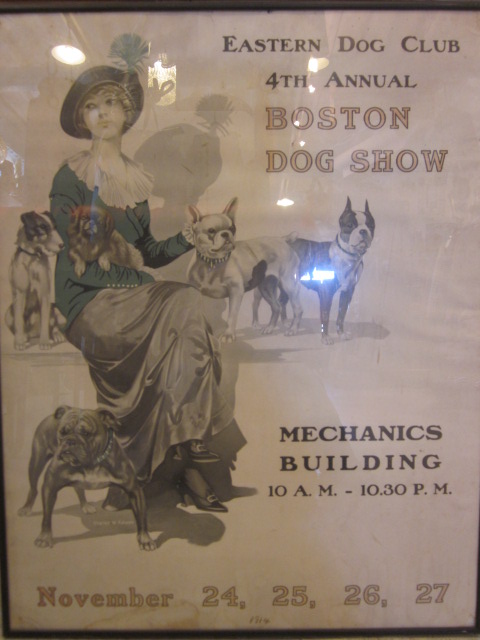 EASTERN DOG CLUB
4TH ANNUAL
BOSTON
DOG SHOW
MECHANICS
BUILDING
10 A. M. - 10.30 P. M.
November 24, 25, 26, 27